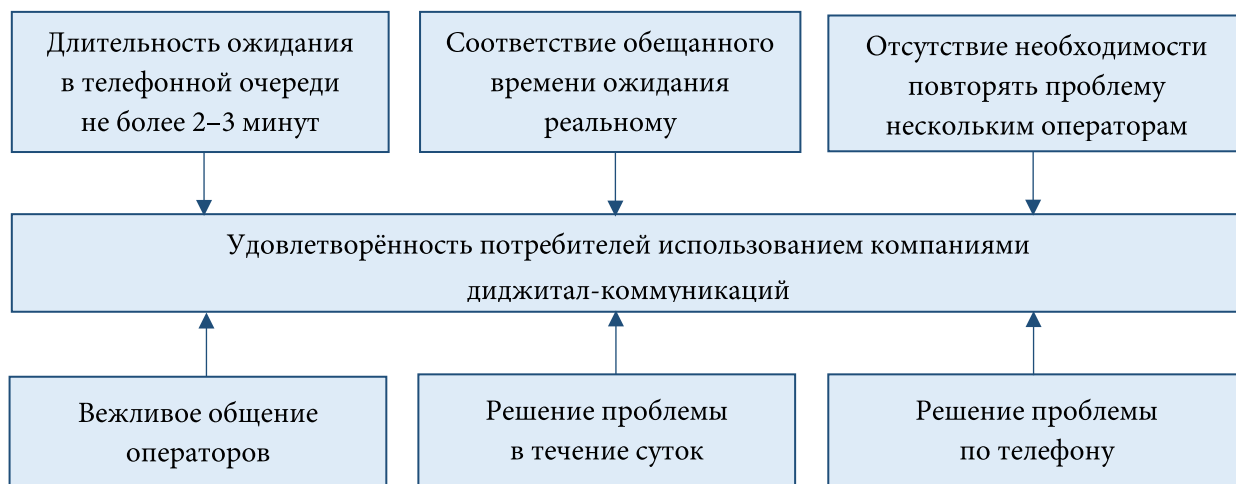 Длительность ожидания
в телефонной очереди
не более 2–3 минут
Соответствие обещанного
времени ожидания
реальному
Отсутствие необходимости
повторять проблему
нескольким операторам
Удовлетворённость потребителей использованием компаниями
диджитал-коммуникаций
Вежливое общение
операторов
Решение проблемы
в течение суток
Решение проблемы
по телефону